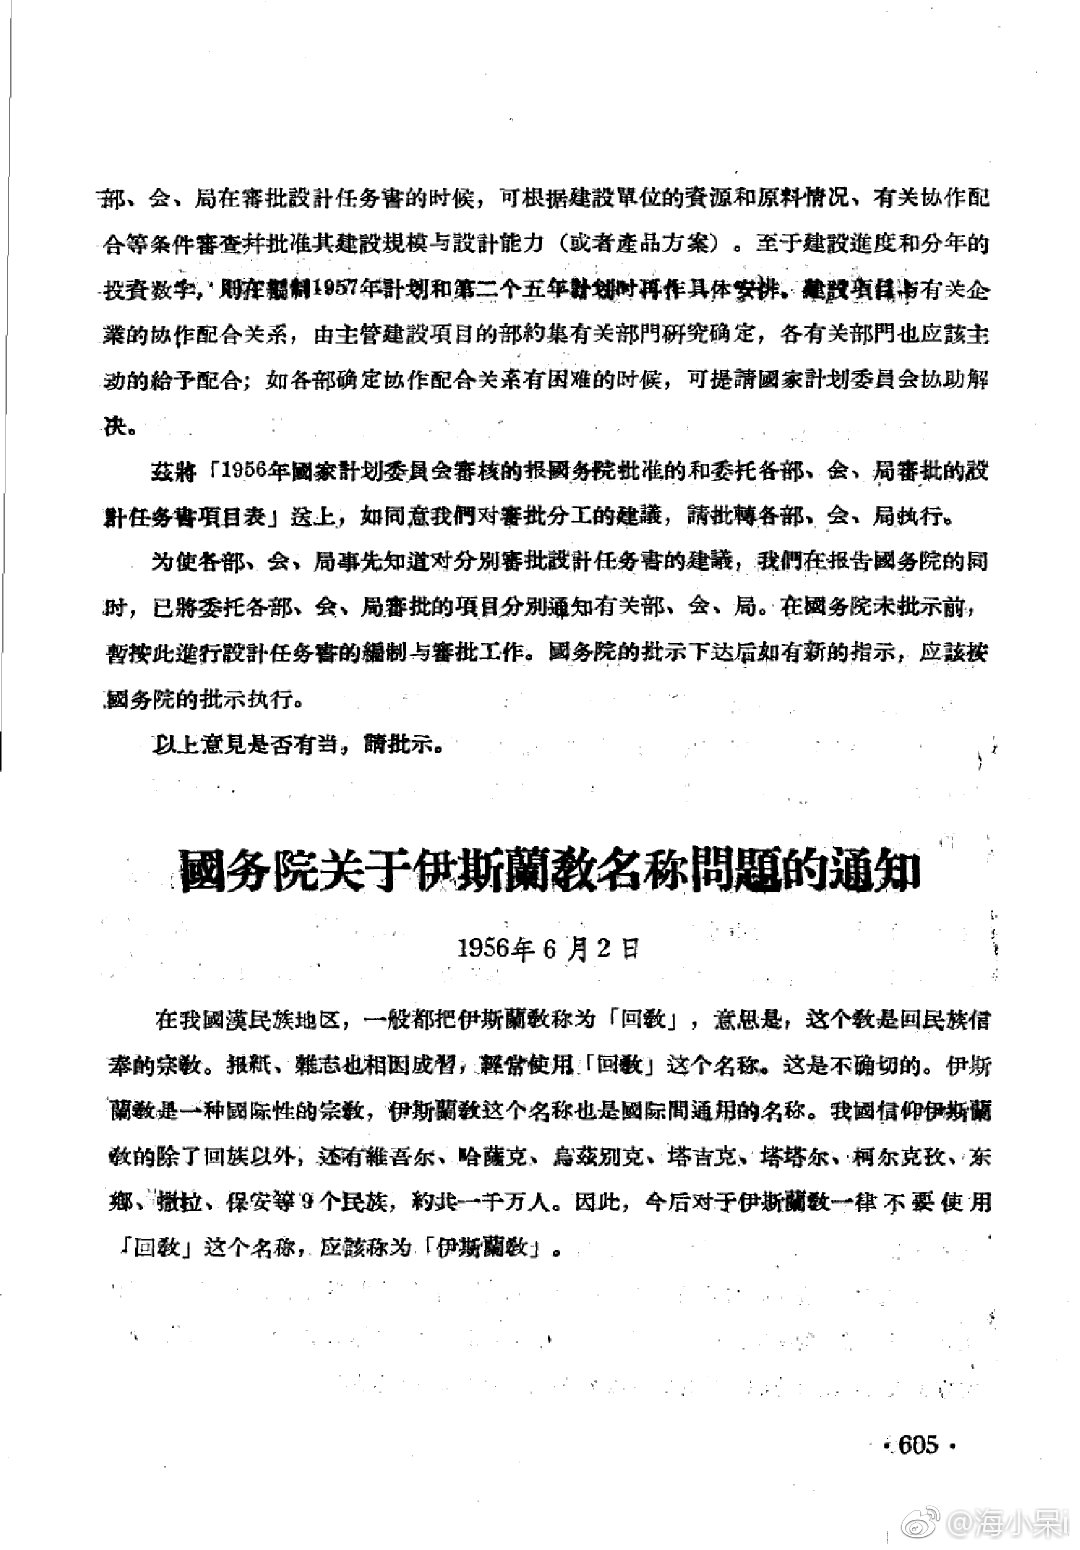 部、会、局在審批設計任务書的时候，可根据建設單位的資源和原料情况、有关协作配
合等条件審查幷批准其建設規模与設計能力（或者產品方案）。至于建設進度和分年的
投資数字，則在編制1957年計划和第二个五年計划时再作具体安排。建設項目与有关企
業的协作配合关系，由主管建設項目的部約集有关部門研究确定，各有关部門也应該主
动的給予配合；如各部确定协作配合关系有困难的时候，可提請國家計划委員会协助解
决。
茲將「1956年國家計划委員会審核的报國务院批准的和委托各部、会、局審批的設
計任务書項目表」送上，如同意我們对審批分工的建議，請批轉各部、会、局执行。
为使各部、会、局事先知道对分別審批設計任务書的建議，我們在报告國务院的同
时，已將委托各部、会、局審批的項目分別通知有关部、会、局。在國务院未批示前，
暫按此進行設計任务書的編制与審批工作。國务院的批示下达后如有新的指示，应該按
國务院的批示执行。
以上意見是否有当，請批示。
國务院关于伊斯蘭敎名称問題的通知
1956年6月2日
在我國漢民族地区，一般都把伊斯蘭敎称为「回敎」，意思是，这个敎是回民族信
奉的宗敎。报紙、雜志也相因成習，經常使用「回敎」这个名称。这是不确切的。伊斯
蘭敎是一种國际性的宗敎，伊斯蘭敎这个名称也是國际間通用的名称。我國信仰伊斯蘭
敎的除了回族以外，还有維吾尔、哈薩克、烏茲別克、塔吉克、塔塔尔、柯尔克孜、东
鄉、撒拉、保安等9个民族，約共一千万人。因此，今后对于伊斯蘭敎一律不要使用
「回敎」这个名称，应該称为「伊斯蘭敎」。
·605·
@海小呆i